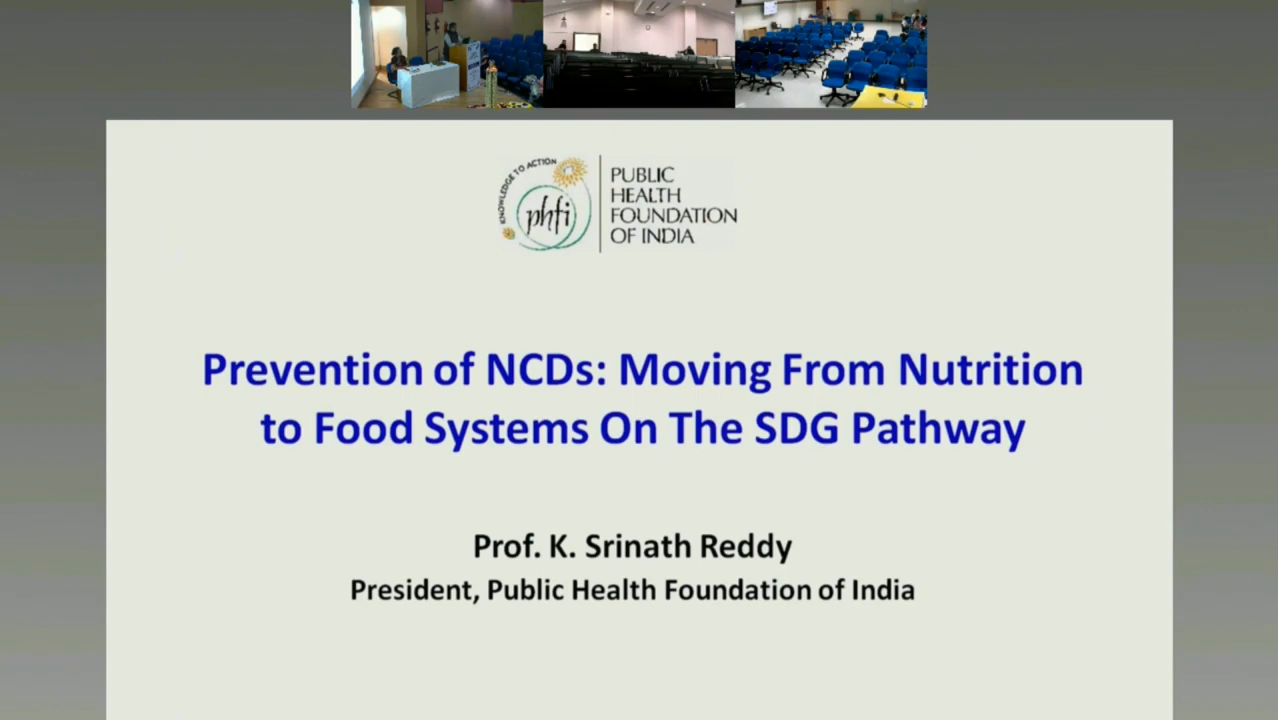 KNOWLEDGE TO ACTION
phfi
PUBLIC
HEALTH
FOUNDATION
OF INDIA
Prevention of NCDs: Moving From Nutrition
to Food Systems On The SDG Pathway
Prof. K. Srinath Reddy
President, Public Health Foundation of India